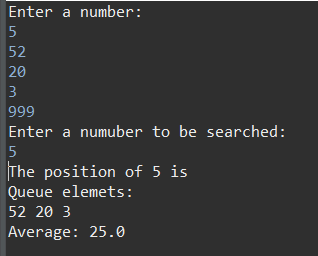 Enter a number:
5
52
20
3
999
Enter a numuber to be searched:
5
The position of 5 is
Queue elemets:
52 20 3
Average: 25.0